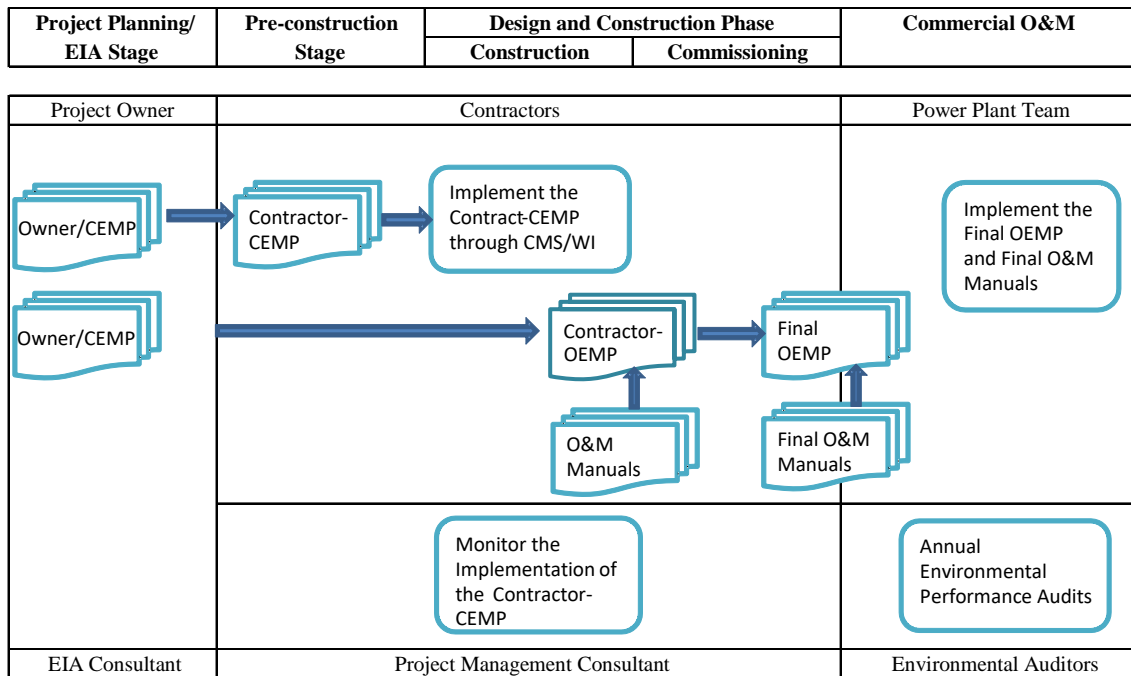 Project Planning/
EIA Stage
Pre-construction
Stage
Design and Construction Phase
Construction
Commissioning
Commercial O&M
Project Owner
Contractors
Power Plant Team
Owner/CEMP
Contractor-
CEMP
Implement the
Contract-CEMP
through CMS/WI
Implement the
Final OEMP
and Final O&M
Manuals
Owner/CEMP
Contractor-
OEMP
Final
OEMP
O&M
Manuals
Final O&M
Manuals
Monitor the
Implementation of
the Contractor-
CEMP
Annual
Environmental
Performance Audits
EIA Consultant
Project Management Consultant
Environmental Auditors